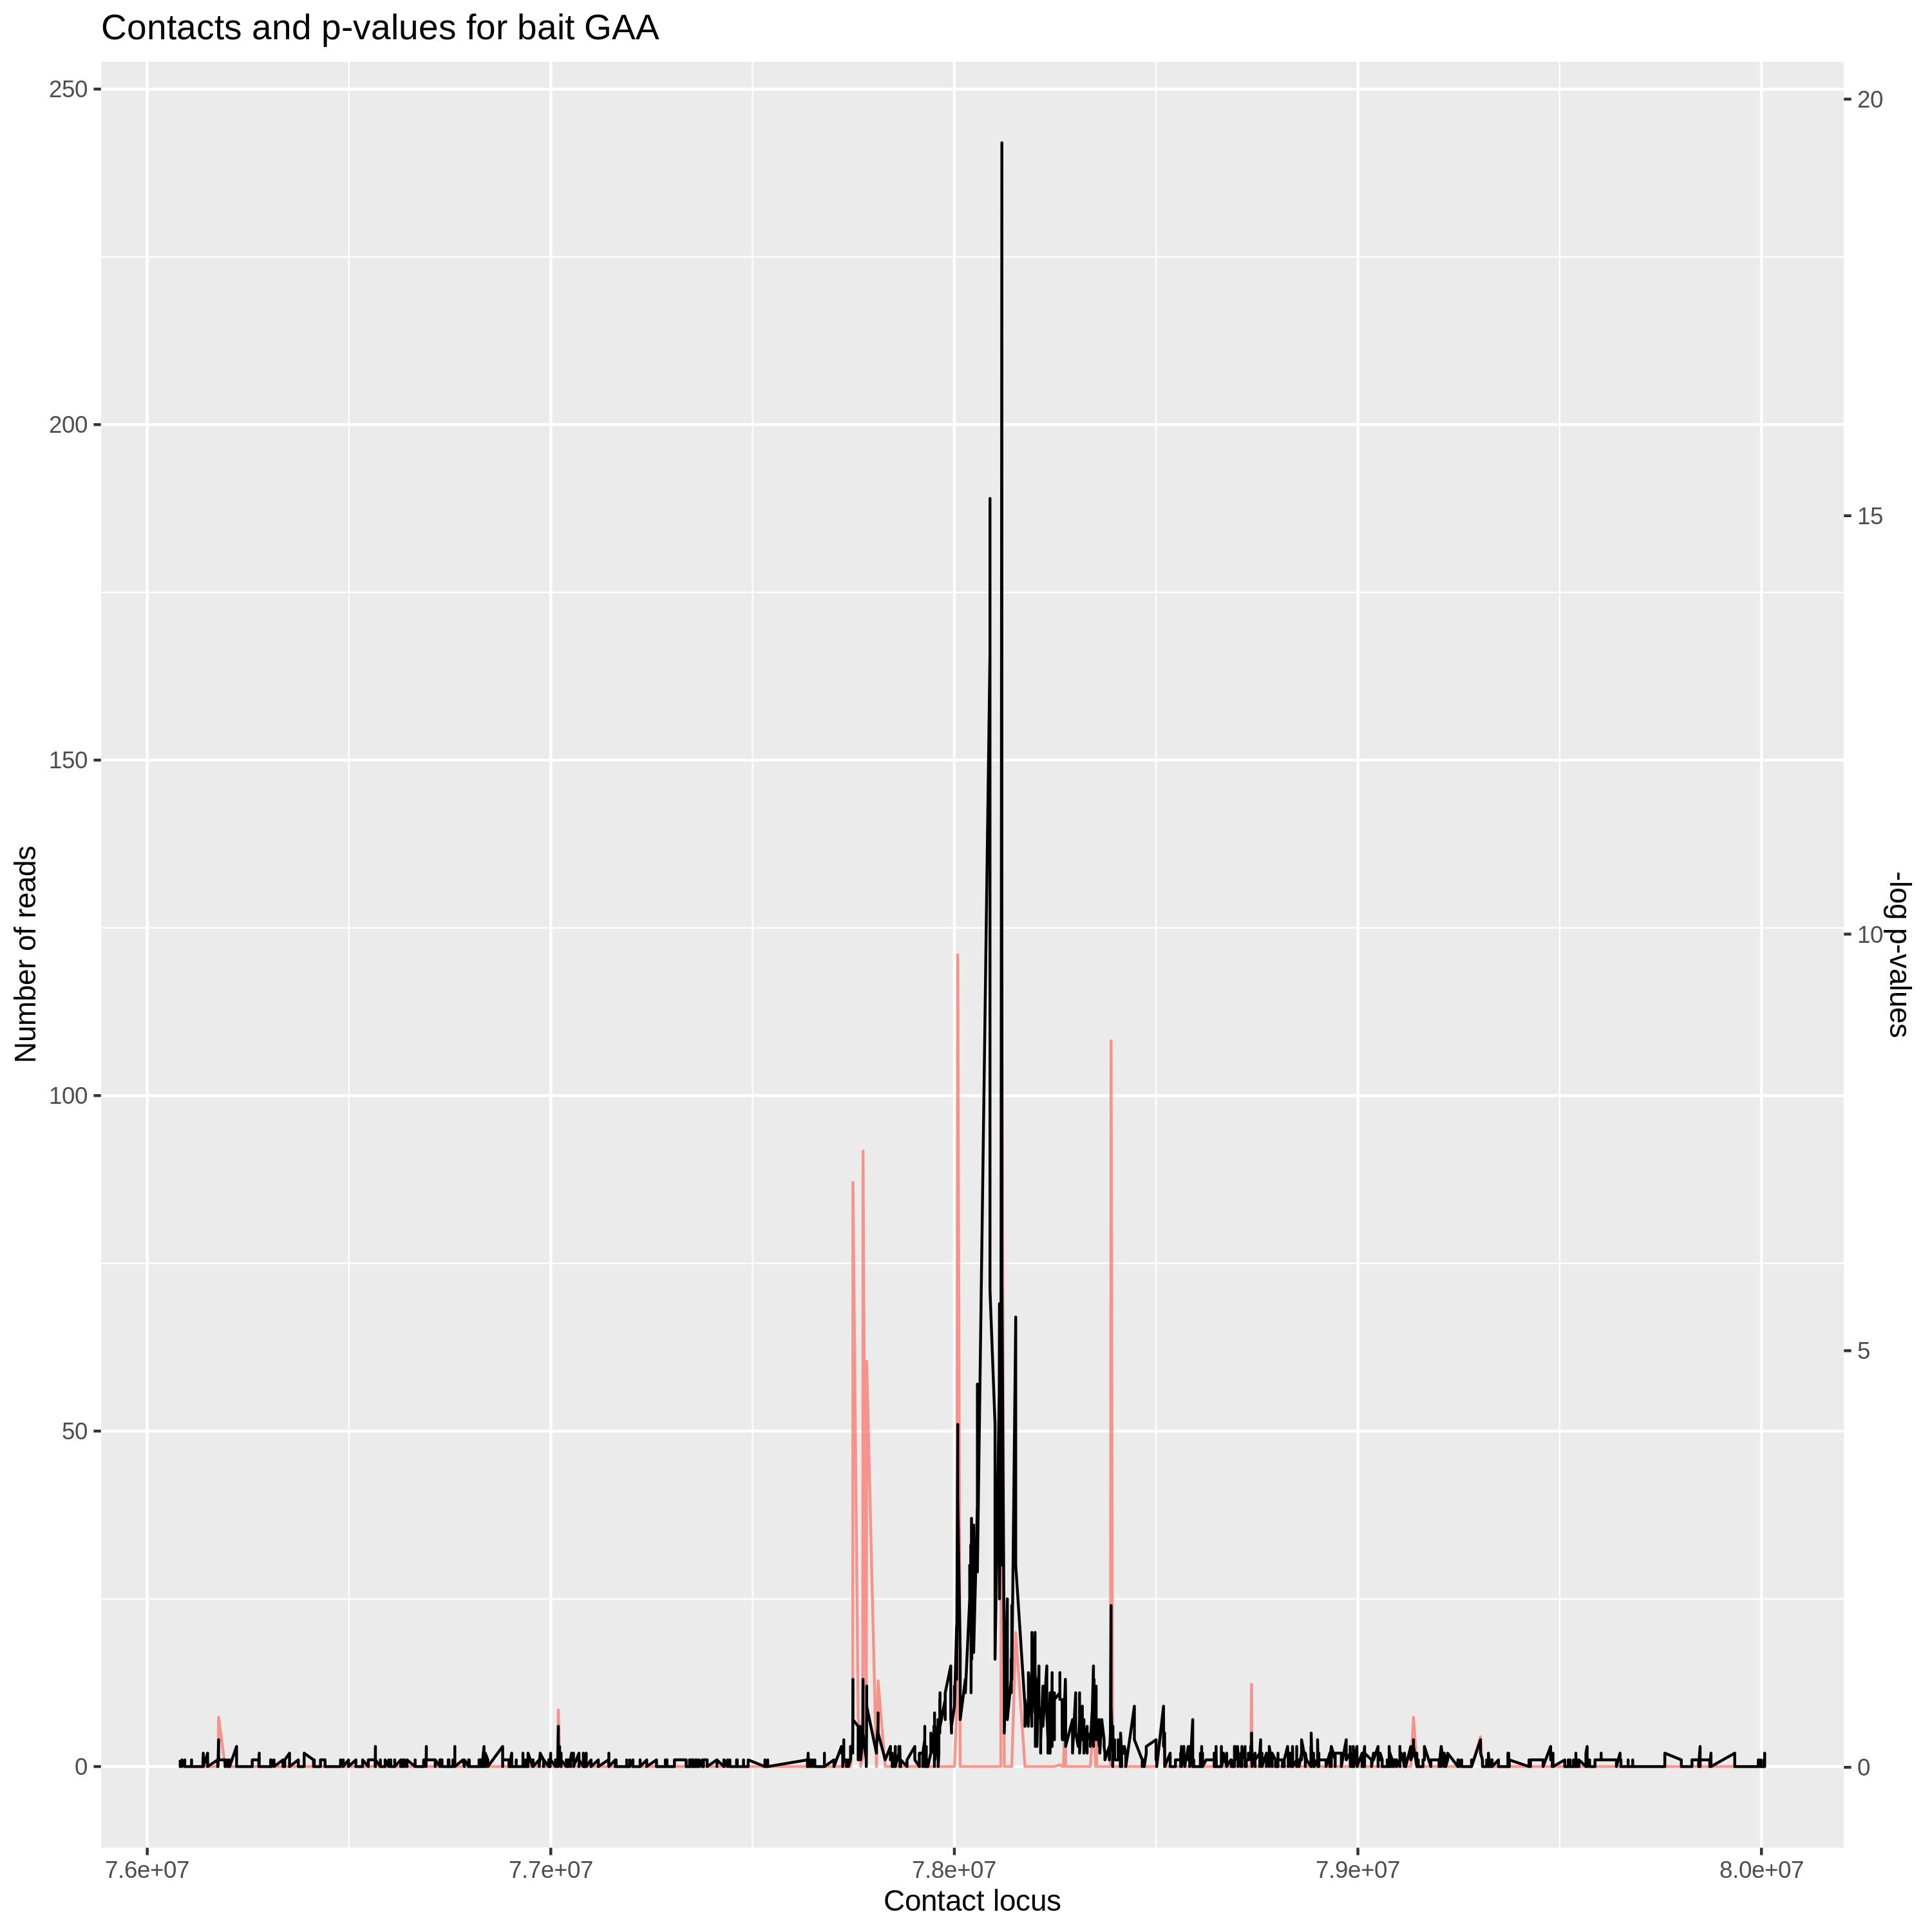 Contacts and p-values for bait GAA
250
200
150
100
50
0
Number of reads
20
15
10
5
0
-log p-values
7.6e+07
7.7e+07
7.8e+07
7.9e+07
8.0e+07
Contact locus